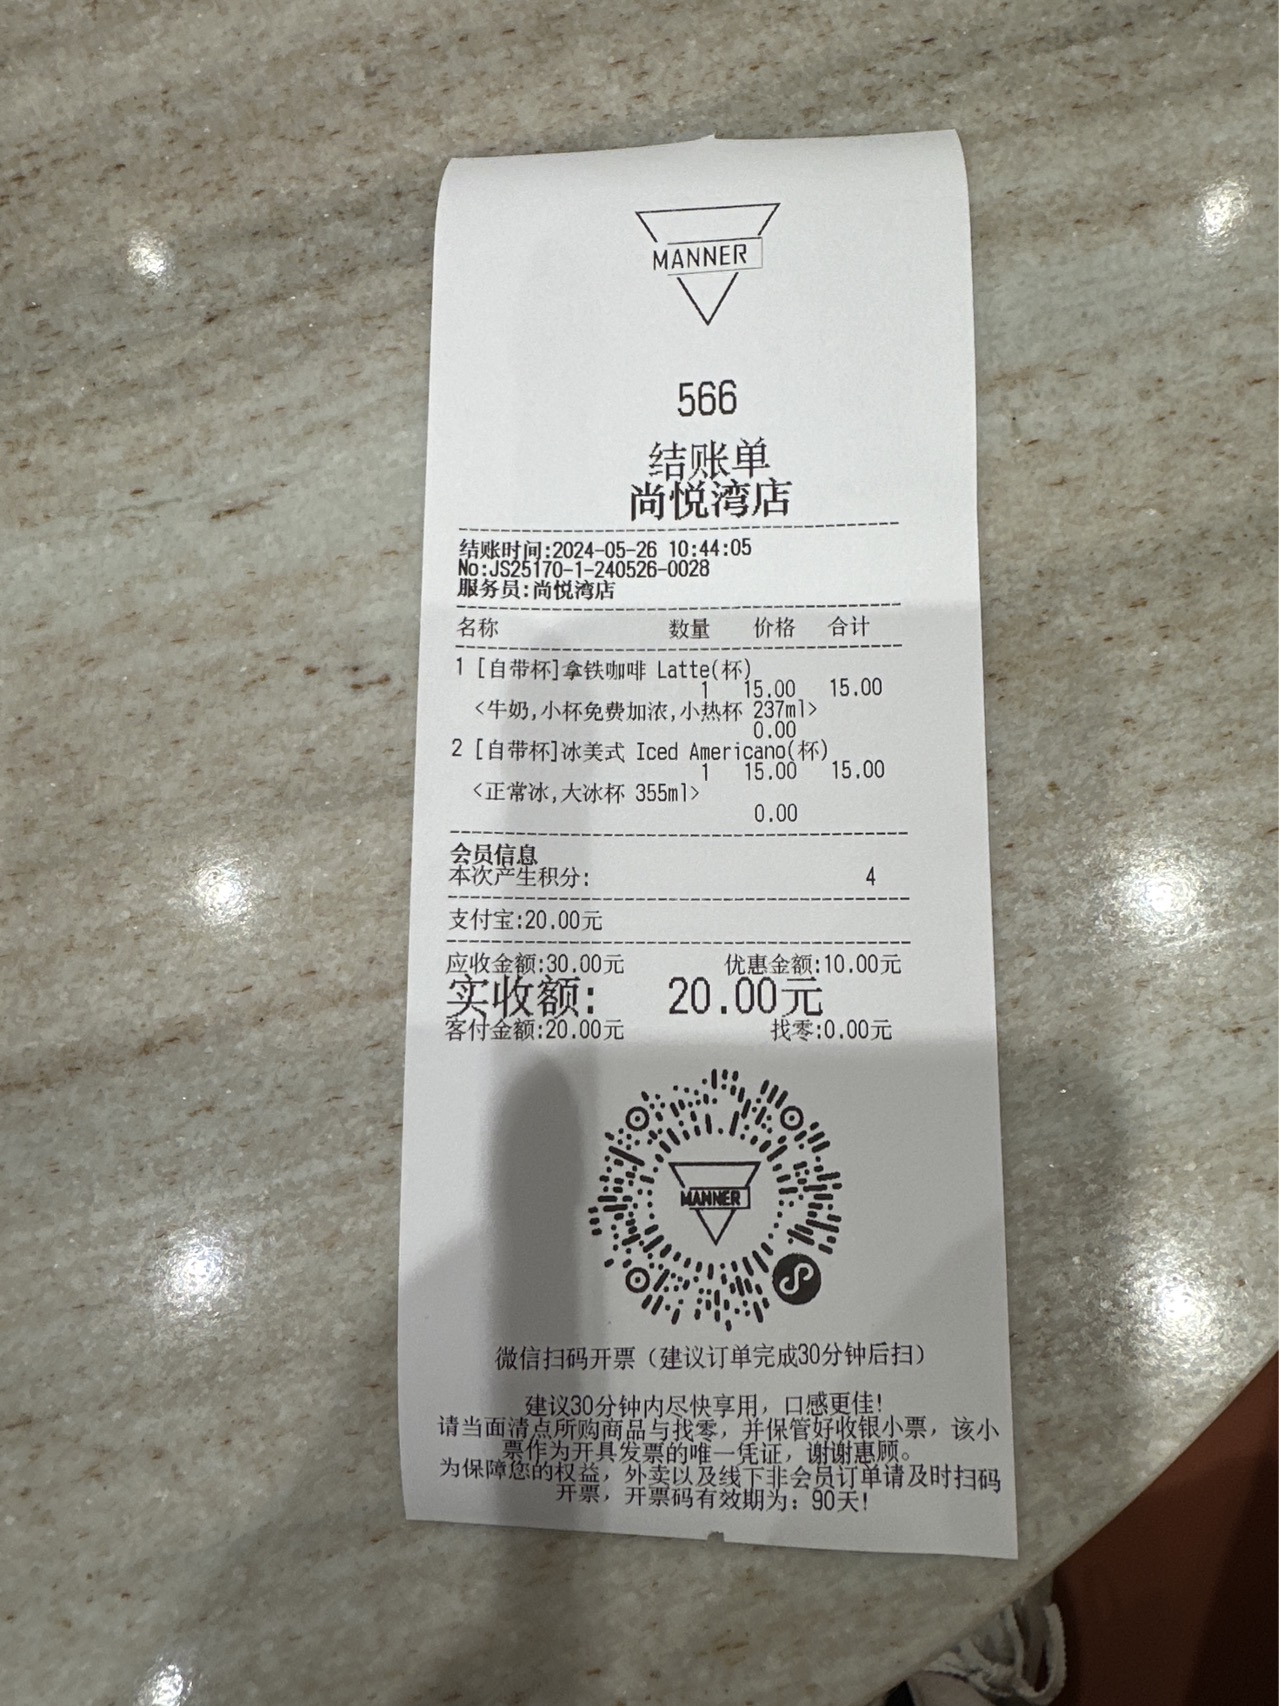 MANNER
566
结账单
尚悦湾店
结账时间:2024-05-26 10:44:05
No:JS25170-1-240526-0028
服务员:尚悦湾店
名称 数量 价格 合计
1 [自带杯]拿铁咖啡 Latte(杯)
1 15.00 15.00
<牛奶,小杯免费加浓,小热杯 237ml>
0.00
2 [自带杯]冰美式 Iced Americano(杯)
1 15.00 15.00
<正常冰,大冰杯 355ml>
0.00
会员信息
本次产生积分: 4
支付宝:20.00元
应收金额:30.00元 优惠金额:10.00元
实收额: 20.00元
客付金额:20.00元 找零:0.00元
MANNER
微信扫码开票（建议订单完成30分钟后扫）
建议30分钟内尽快享用，口感更佳!
请当面清点所购商品与找零，并保管好收银小票，该小
票作为开具发票的唯一凭证，谢谢惠顾。
为保障您的权益，外卖以及线下非会员订单请及时扫码
开票，开票码有效期为：90天!